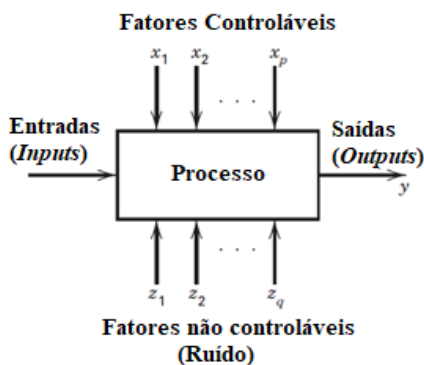 Fatores Controláveis
x1 x2 . . . xp
Entradas
(Inputs)
Processo
Saídas
(Outputs)
y
z1 z2 . . . zq
Fatores não controláveis
(Ruído)